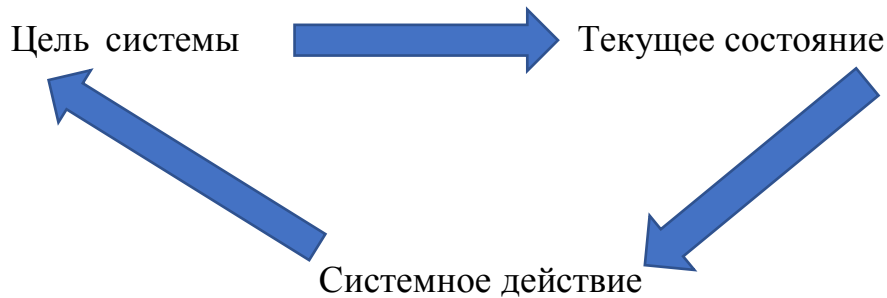 Цель системы
Текущее состояние
Системное действие